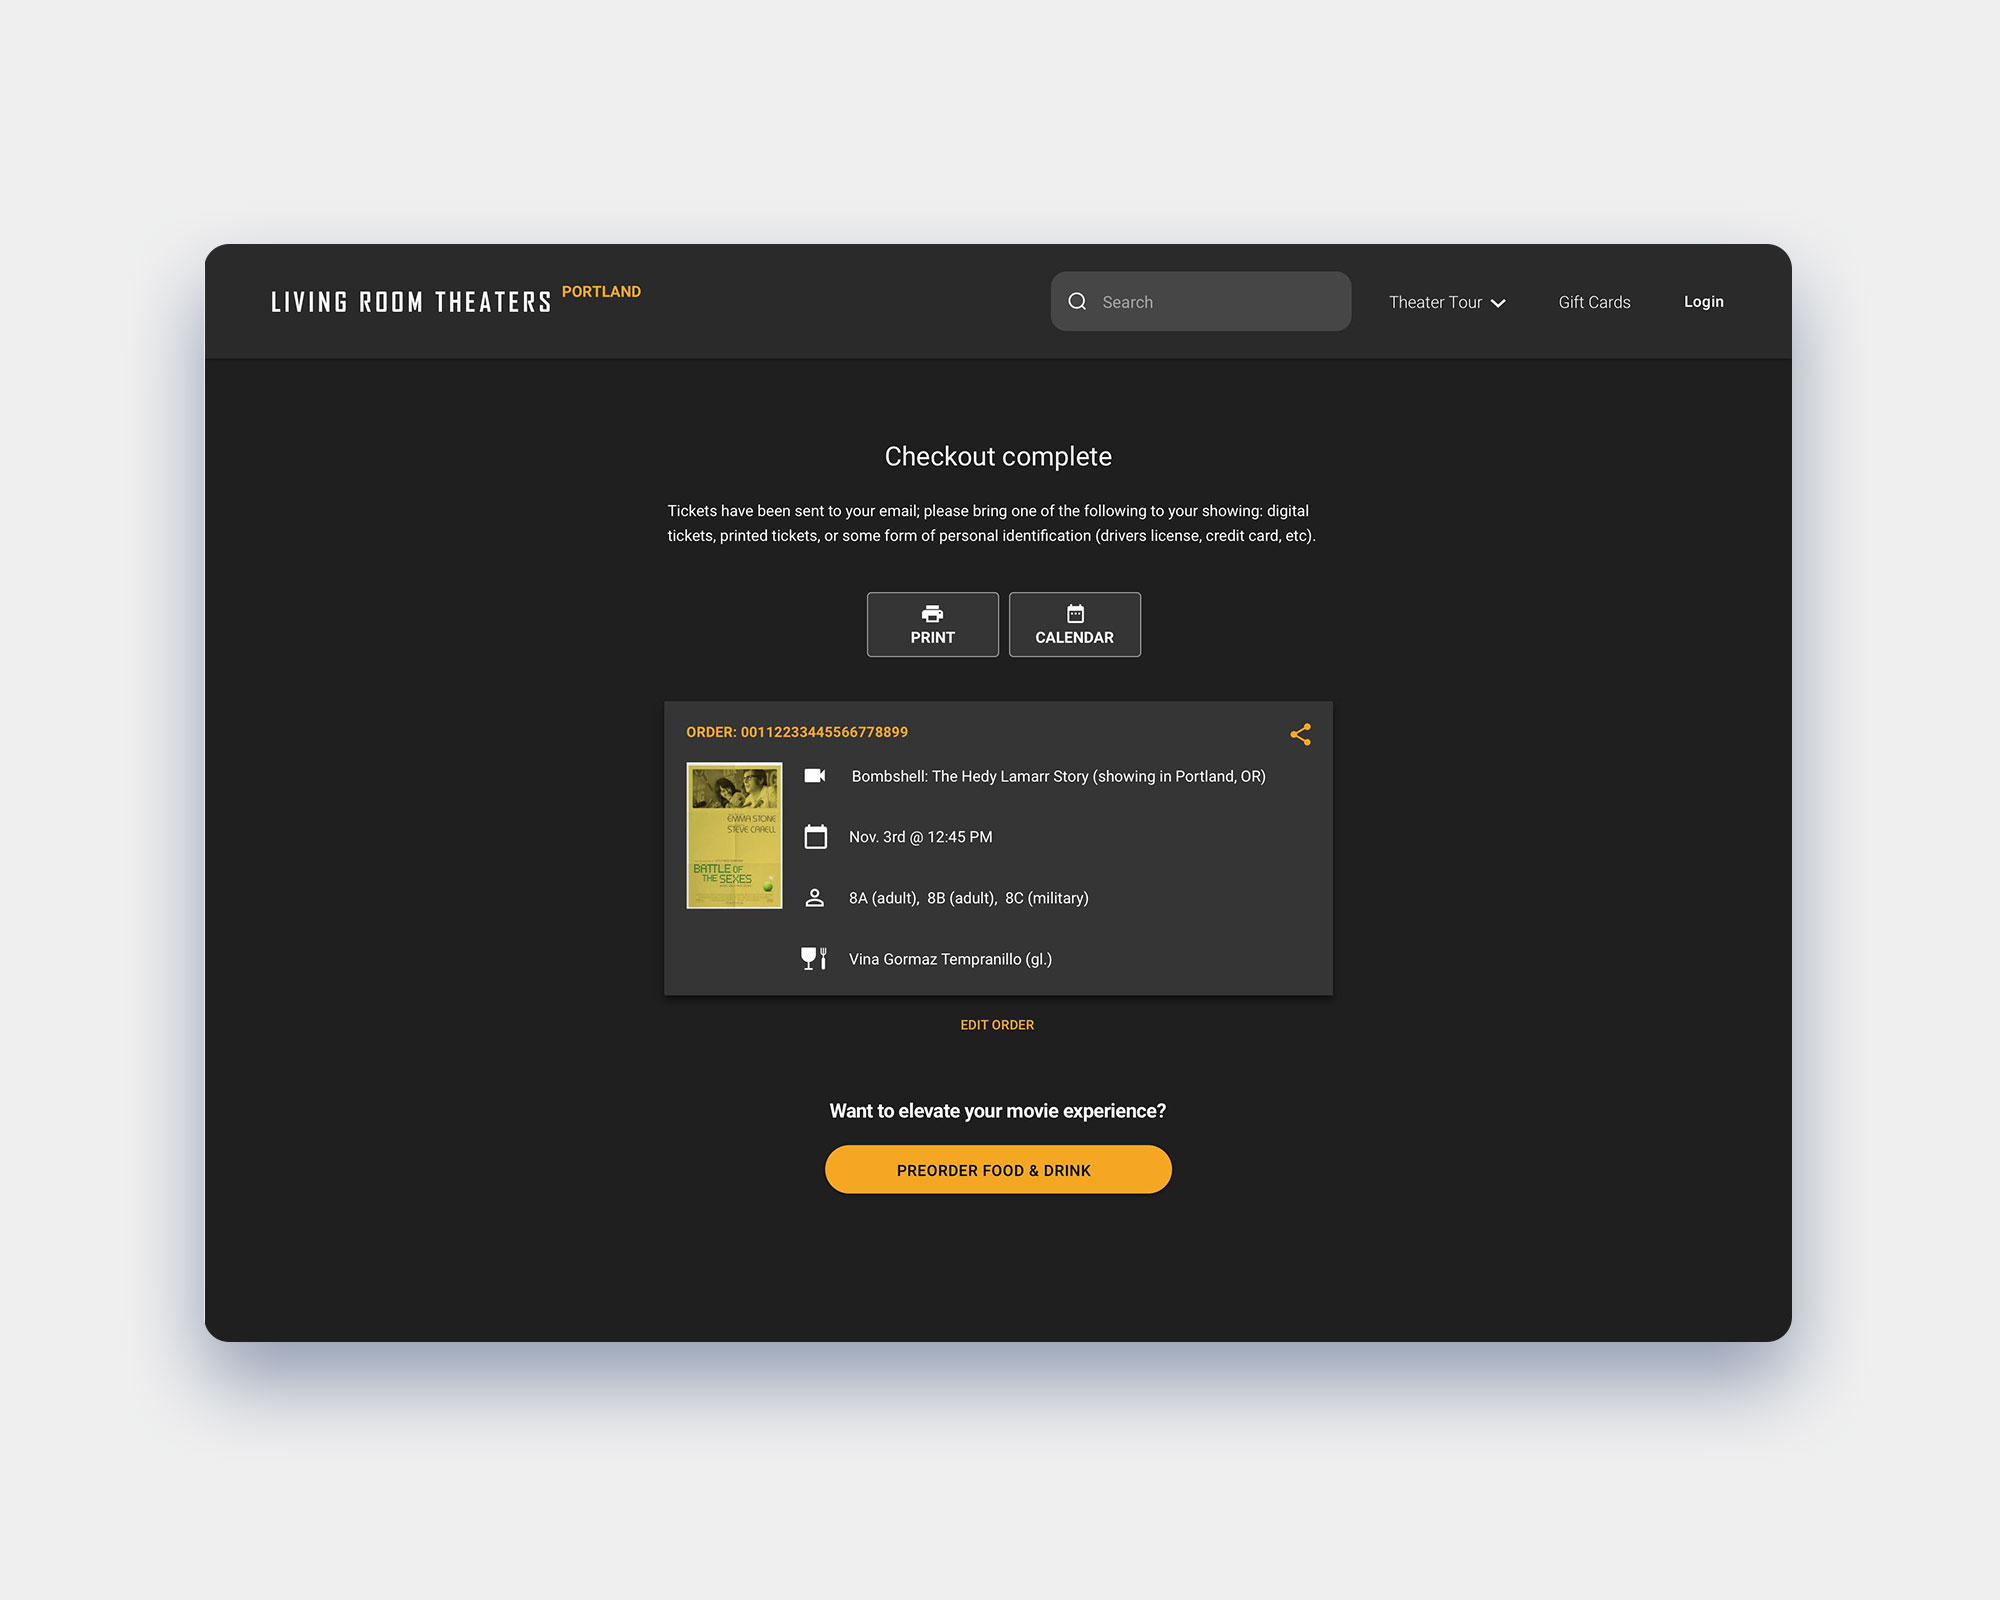 LIVING ROOM THEATERS PORTLAND
Search
Theater Tour
Gift Cards
Login
Checkout complete
Tickets have been sent to your email; please bring one of the following to your showing: digital
tickets, printed tickets, or some form of personal identification (drivers license, credit card, etc).
PRINT
CALENDAR
ORDER: 00112233445566778899
EMMA STONE
STEVE CARELL
BATTLE OF
THE SEXES
Bombshell: The Hedy Lamarr Story (showing in Portland, OR)
Nov. 3rd @ 12:45 PM
8A (adult), 8B (adult), 8C (military)
Vina Gormaz Tempranillo (gl.)
EDIT ORDER
Want to elevate your movie experience?
PREORDER FOOD & DRINK